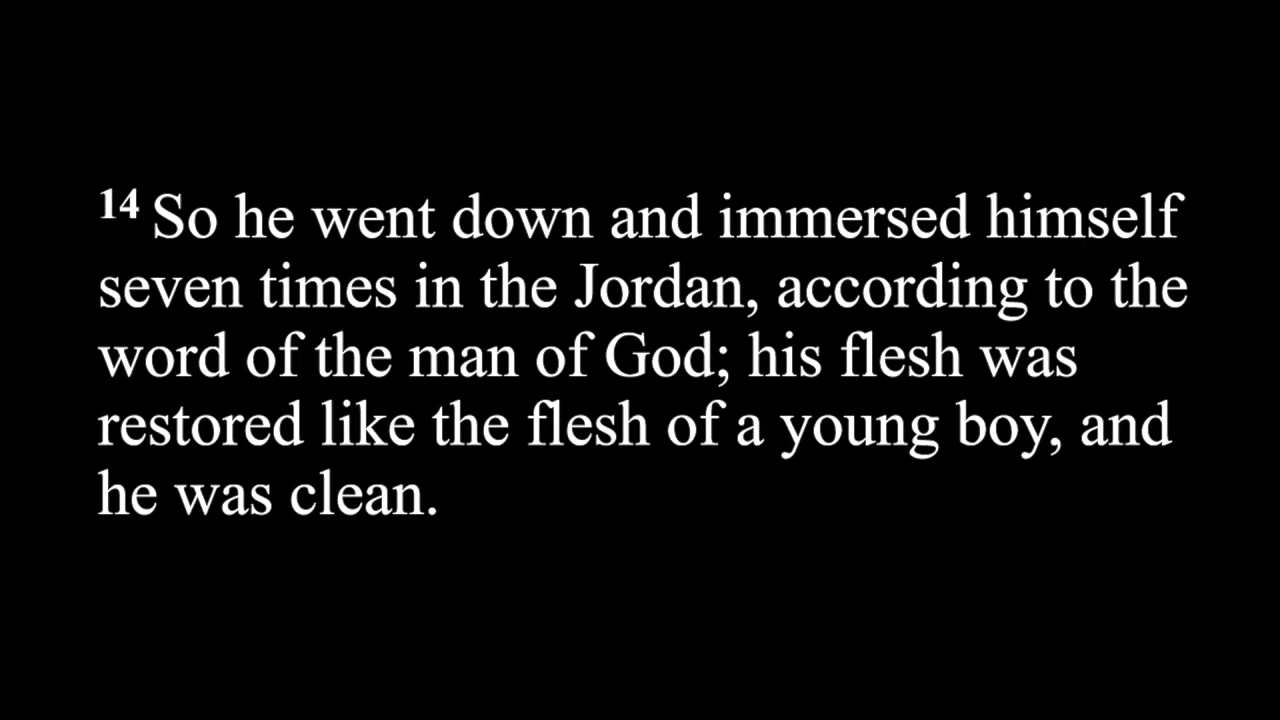 14 So he went down and immersed himself
seven times in the Jordan, according to the
word of the man of God; his flesh was
restored like the flesh of a young boy, and
he was clean.